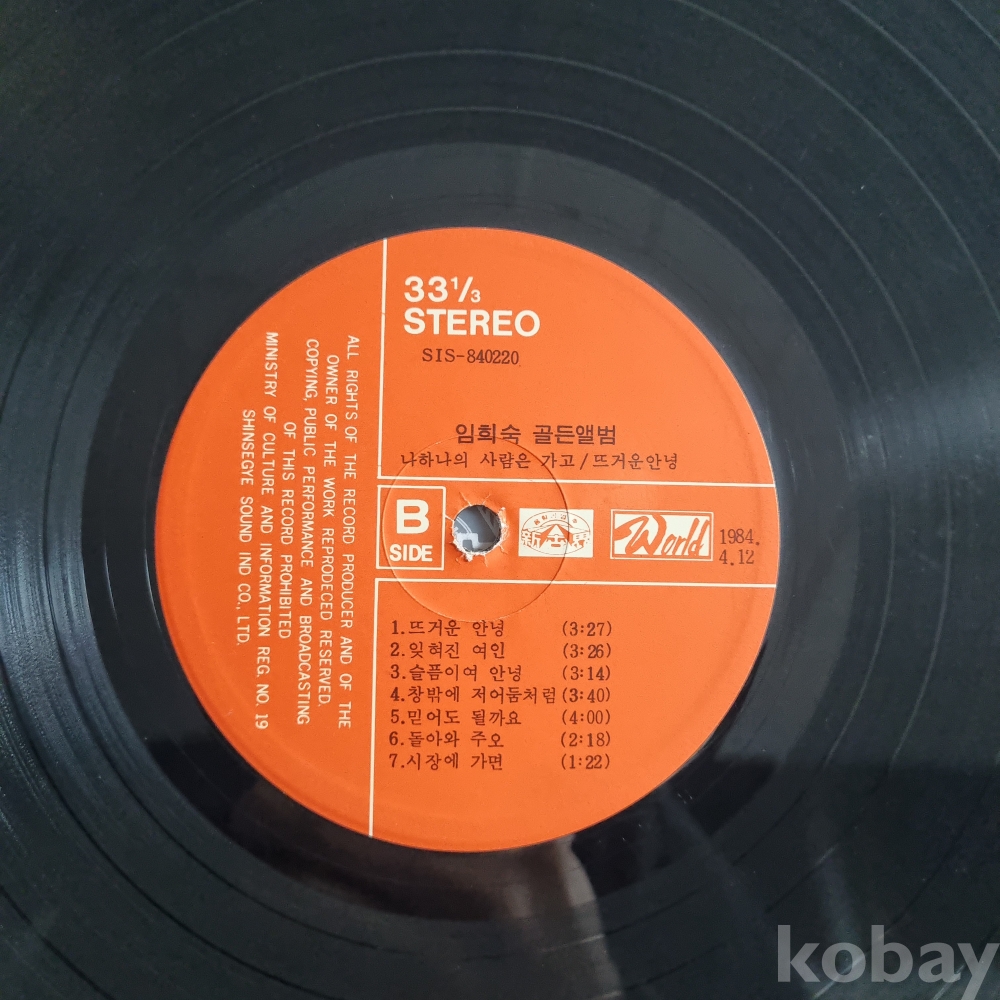 33⅓
STEREO
SIS-840220
임희숙 골든앨범
나하나의 사랑은 가고/뜨거운안녕
B
SIDE
新世界
World
1984.
4.12
1.뜨거운 안녕 (3:27)
2.잊혀진 여인 (3:26)
3.슬픔이여 안녕 (3:14)
4.창밖에 저어둠처럼 (3:40)
5.믿어도 될까요 (4:00)
6.돌아와 주오 (2:18)
7.시장에 가면 (1:22)
ALL RIGHTS OF THE RECORD PRODUCER AND OF THE
OWNER OF THE WORK REPRODECED RESERVED.
COPYING, PUBLIC PERFORMANCE AND BROADCASTING
OF THIS RECORD PROHIBITED
MINISTRY OF CULTURE AND INFORMATION REG. NO. 19
SHINSEGYE SOUND IND CO., LTD.
kobay